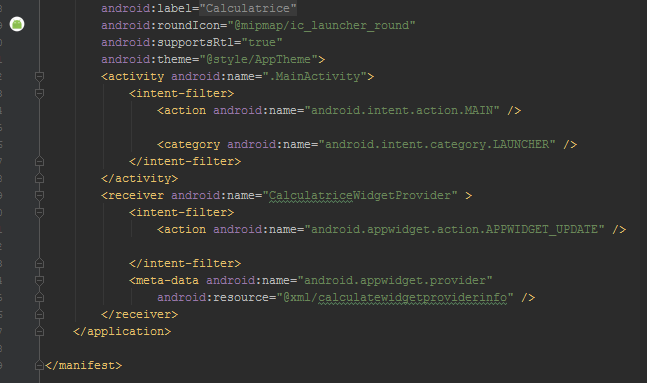 android:label="Calculatrice"
android:roundIcon="@mipmap/ic_launcher_round"
android:supportsRtl="true"
android:theme="@style/AppTheme">
<activity android:name=".MainActivity">
<intent-filter>
<action android:name="android.intent.action.MAIN" />
<category android:name="android.intent.category.LAUNCHER" />
</intent-filter>
</activity>
<receiver android:name="CalculatriceWidgetProvider" >
<intent-filter>
<action android:name="android.appwidget.action.APPWIDGET_UPDATE" />
</intent-filter>
<meta-data android:name="android.appwidget.provider"
android:resource="@xml/calculatewidgetproviderinfo" />
</receiver>
</application>
</manifest>